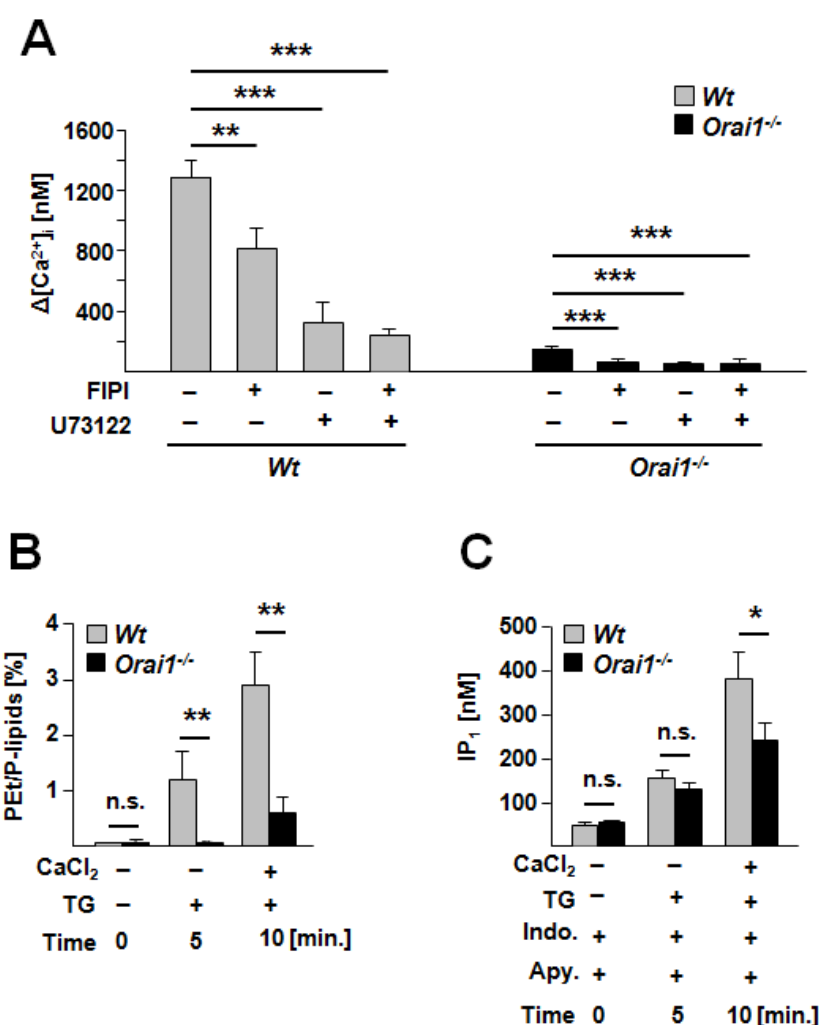 A
***
***
**
Wt
Orai1-/-
1600
1200
800
400
Δ[Ca²⁺]i [nM]
***
***
***
FIPI – + – + – + – +
U73122 – – + + – – + +
Wt Orai1-/-
B
4
3
2
1
PEt/P-lipids [%]
Wt
Orai1-/-
n.s.
**
**
CaCl₂ – – +
TG – + +
Time 0 5 10 [min.]
C
500
400
300
200
100
IP₁ [nM]
Wt
Orai1-/-
n.s.
n.s.
*
CaCl₂ – – +
TG – + +
Indo. + + +
Apy. + + +
Time 0 5 10 [min.]